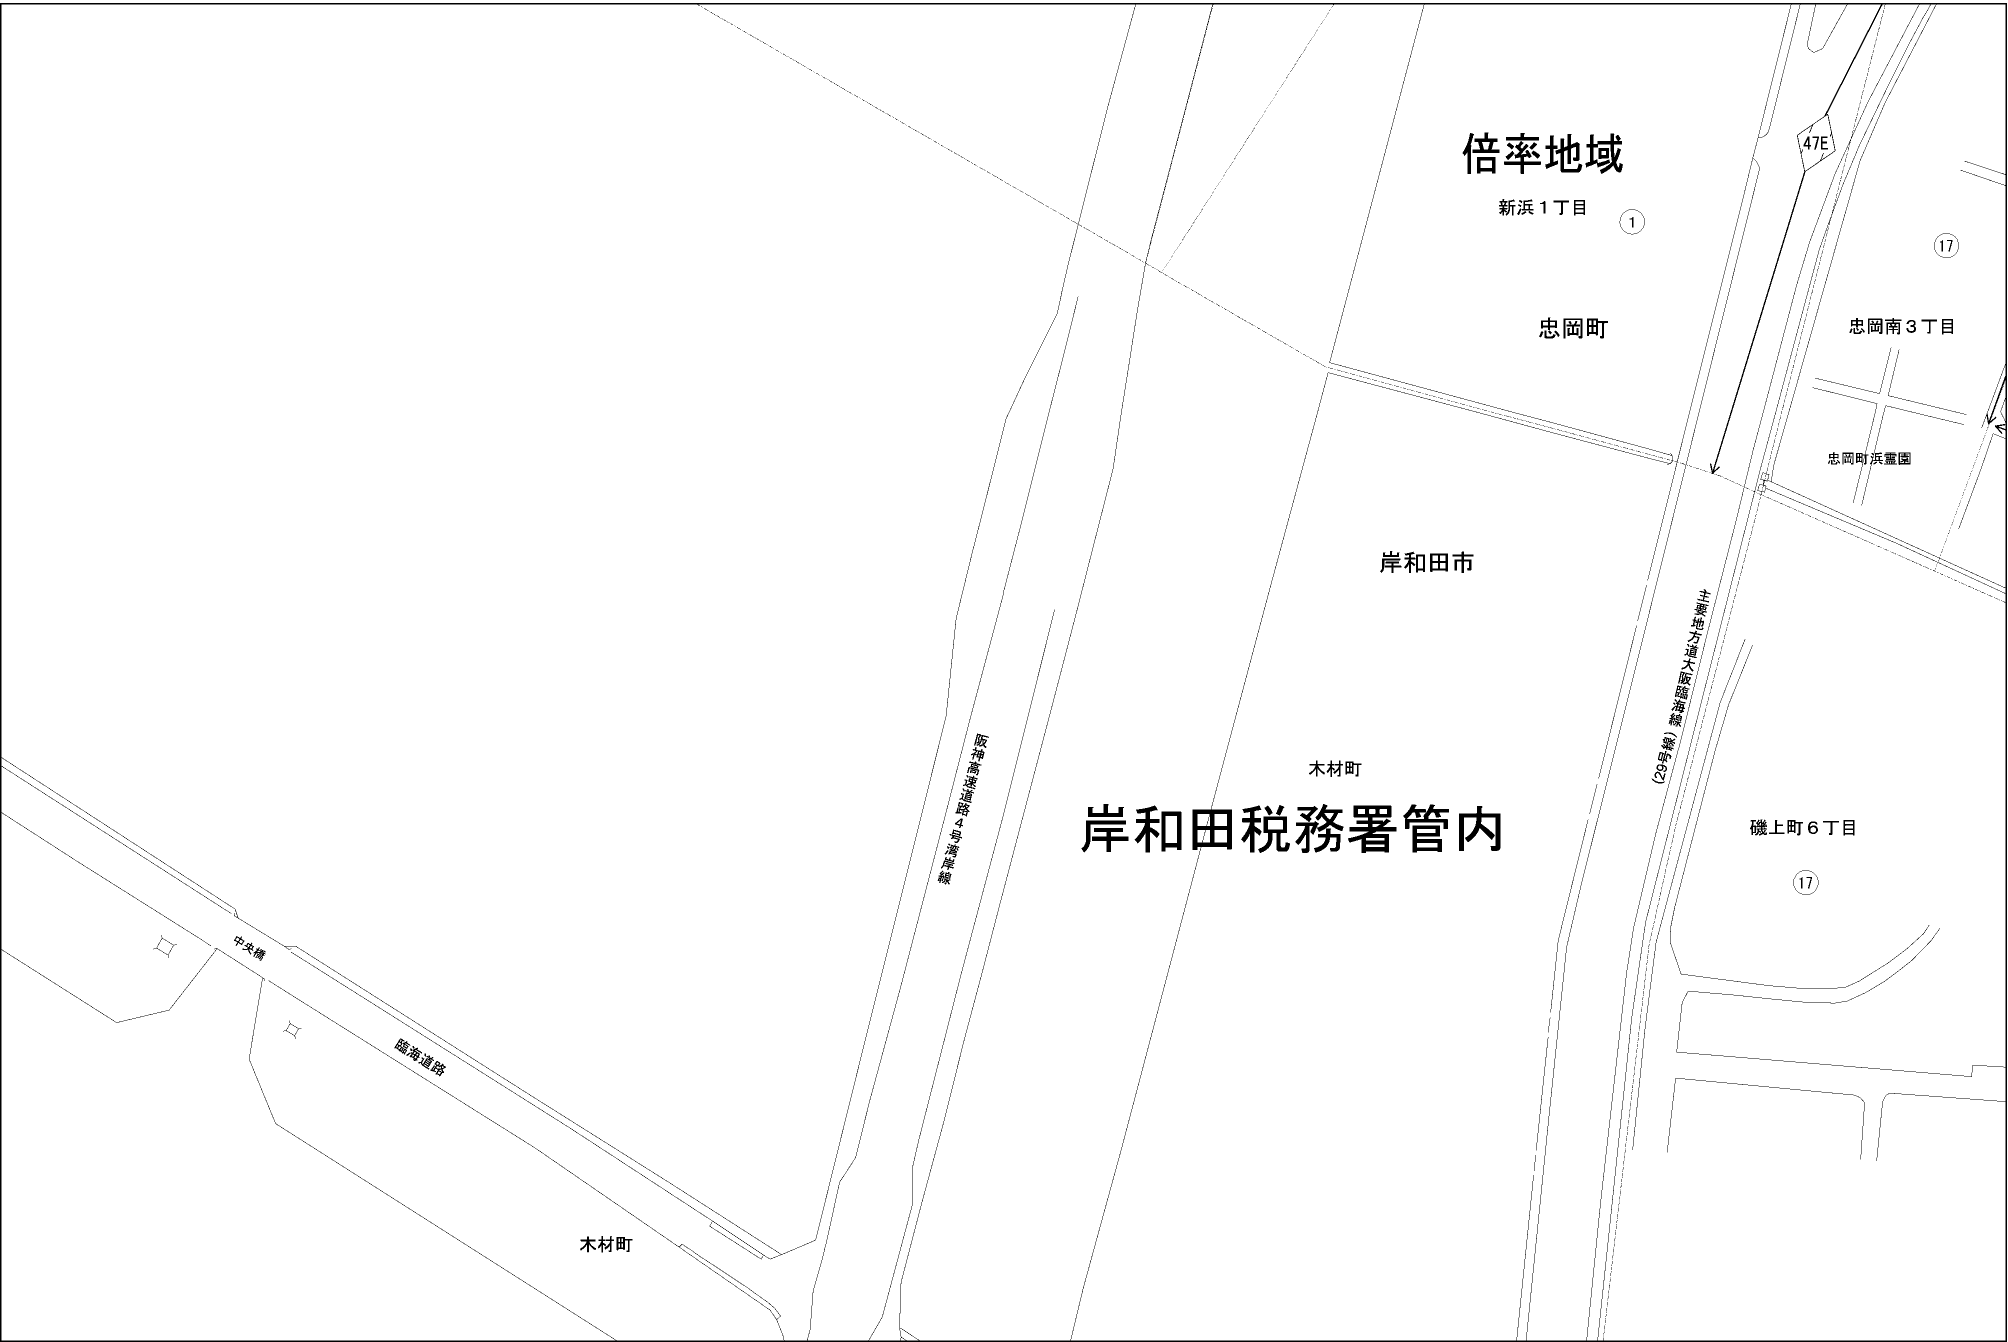 47E
倍率地域
新浜１丁目
1
17
忠岡町
忠岡南３丁目
忠岡町浜霊園
岸和田市
主要地方道大阪臨海線
(29号線)
阪神高速道路４号湾岸線
木材町
岸和田税務署管内
磯上町６丁目
17
中央橋
臨海道路
木材町